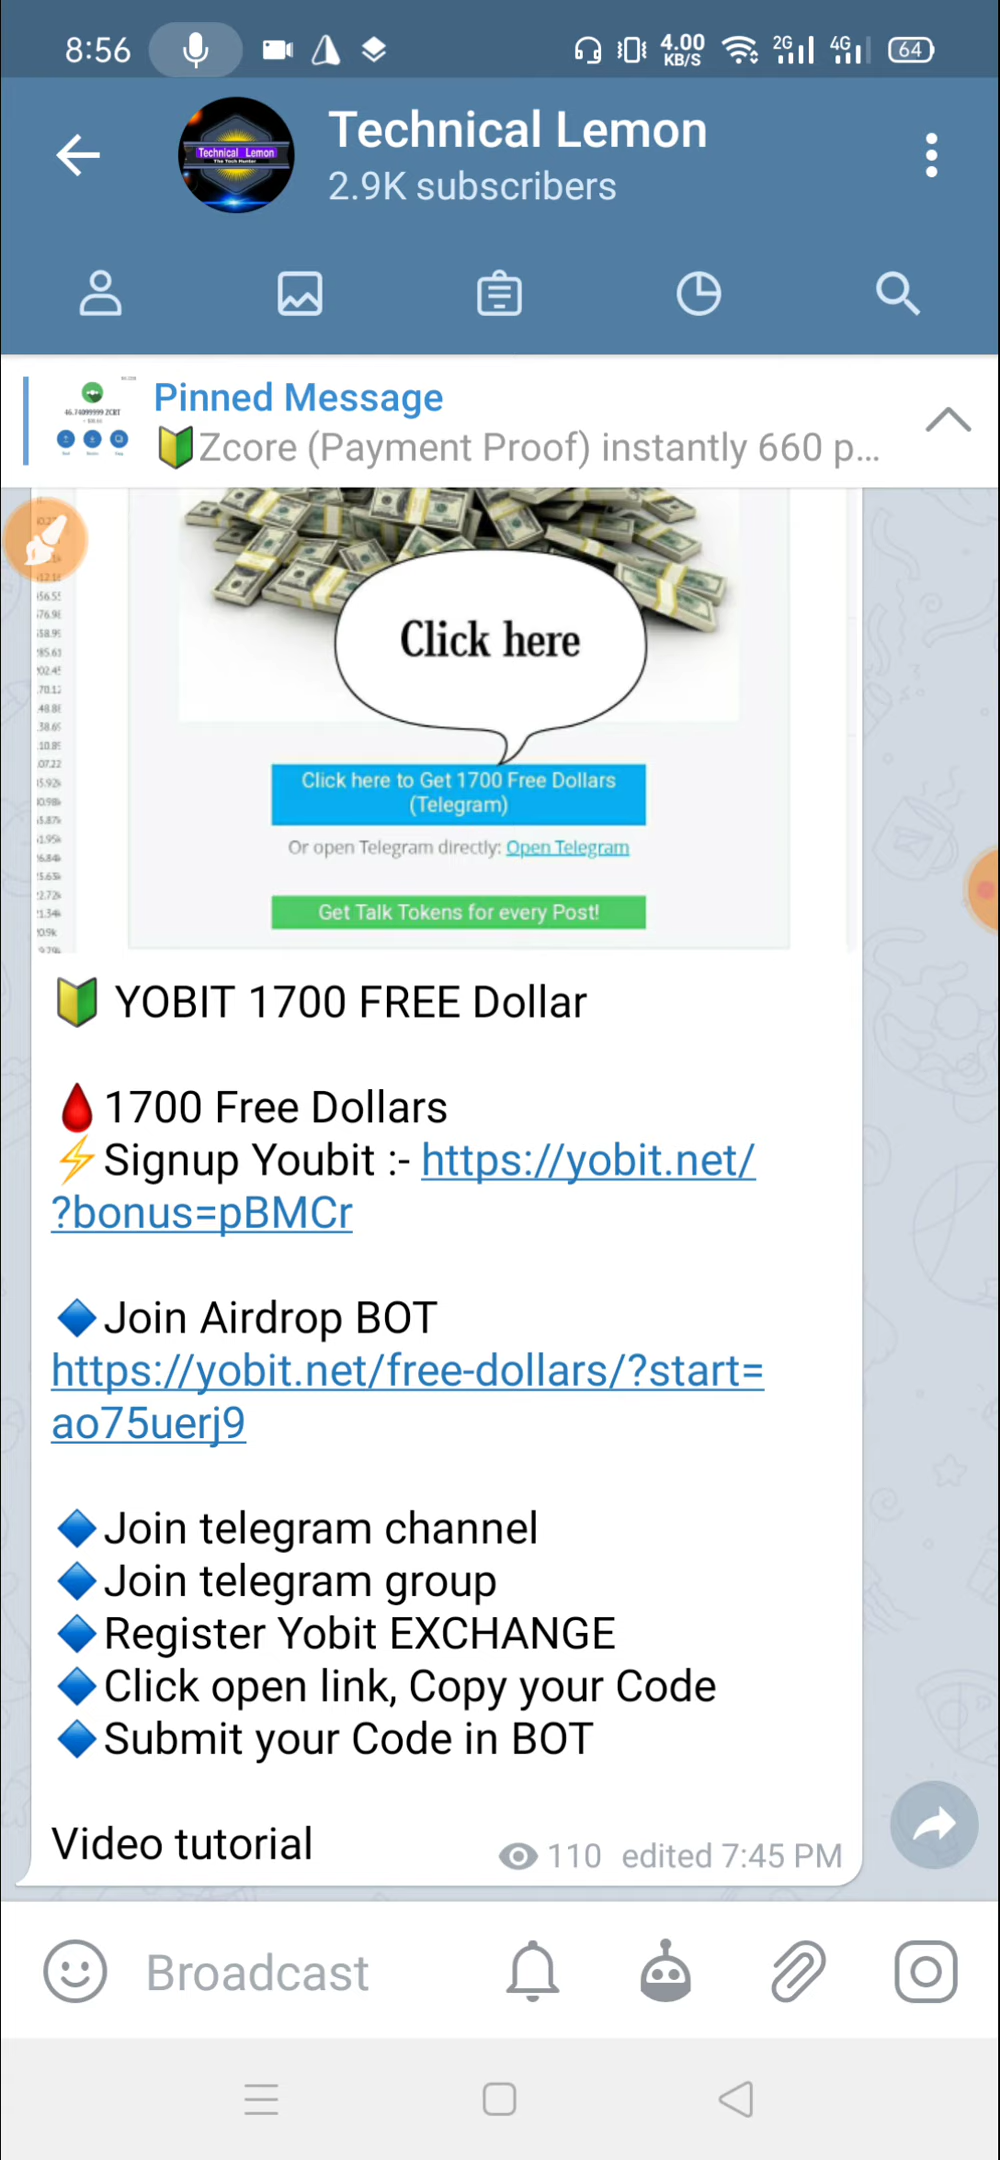 8:56
4.00
KB/S
2G
4G
64
Technical Lemon
Technical Lemon
2.9K subscribers
Pinned Message
🔰Zcore (Payment Proof) instantly 660 p...
Click here
Click here to Get 1700 Free Dollars
(Telegram)
Or open Telegram directly: Open Telegram
Get Talk Tokens for every Post!
🔰 YOBIT 1700 FREE Dollar
🩸1700 Free Dollars
⚡Signup Youbit :- https://yobit.net/
?bonus=pBMCr
🔷Join Airdrop BOT
https://yobit.net/free-dollars/?start=
ao75uerj9
🔷Join telegram channel
🔷Join telegram group
🔷Register Yobit EXCHANGE
🔷Click open link, Copy your Code
🔷Submit your Code in BOT
Video tutorial
110 edited 7:45 PM
Broadcast